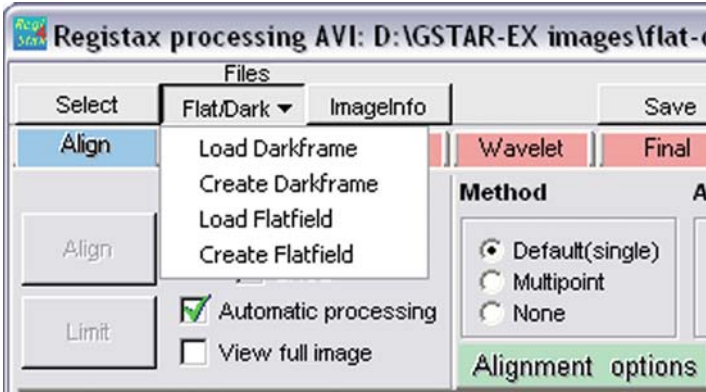 Regi
Stax
Registax processing AVI: D:\GSTAR-EX images\flat-
Files
Select
Flat/Dark
ImageInfo
Save
Align
Wavelet
Final
Load Darkframe
Create Darkframe
Load Flatfield
Create Flatfield
Method
A
Align
Default(single)
Multipoint
None
Limit
Automatic processing
View full image
Alignment options